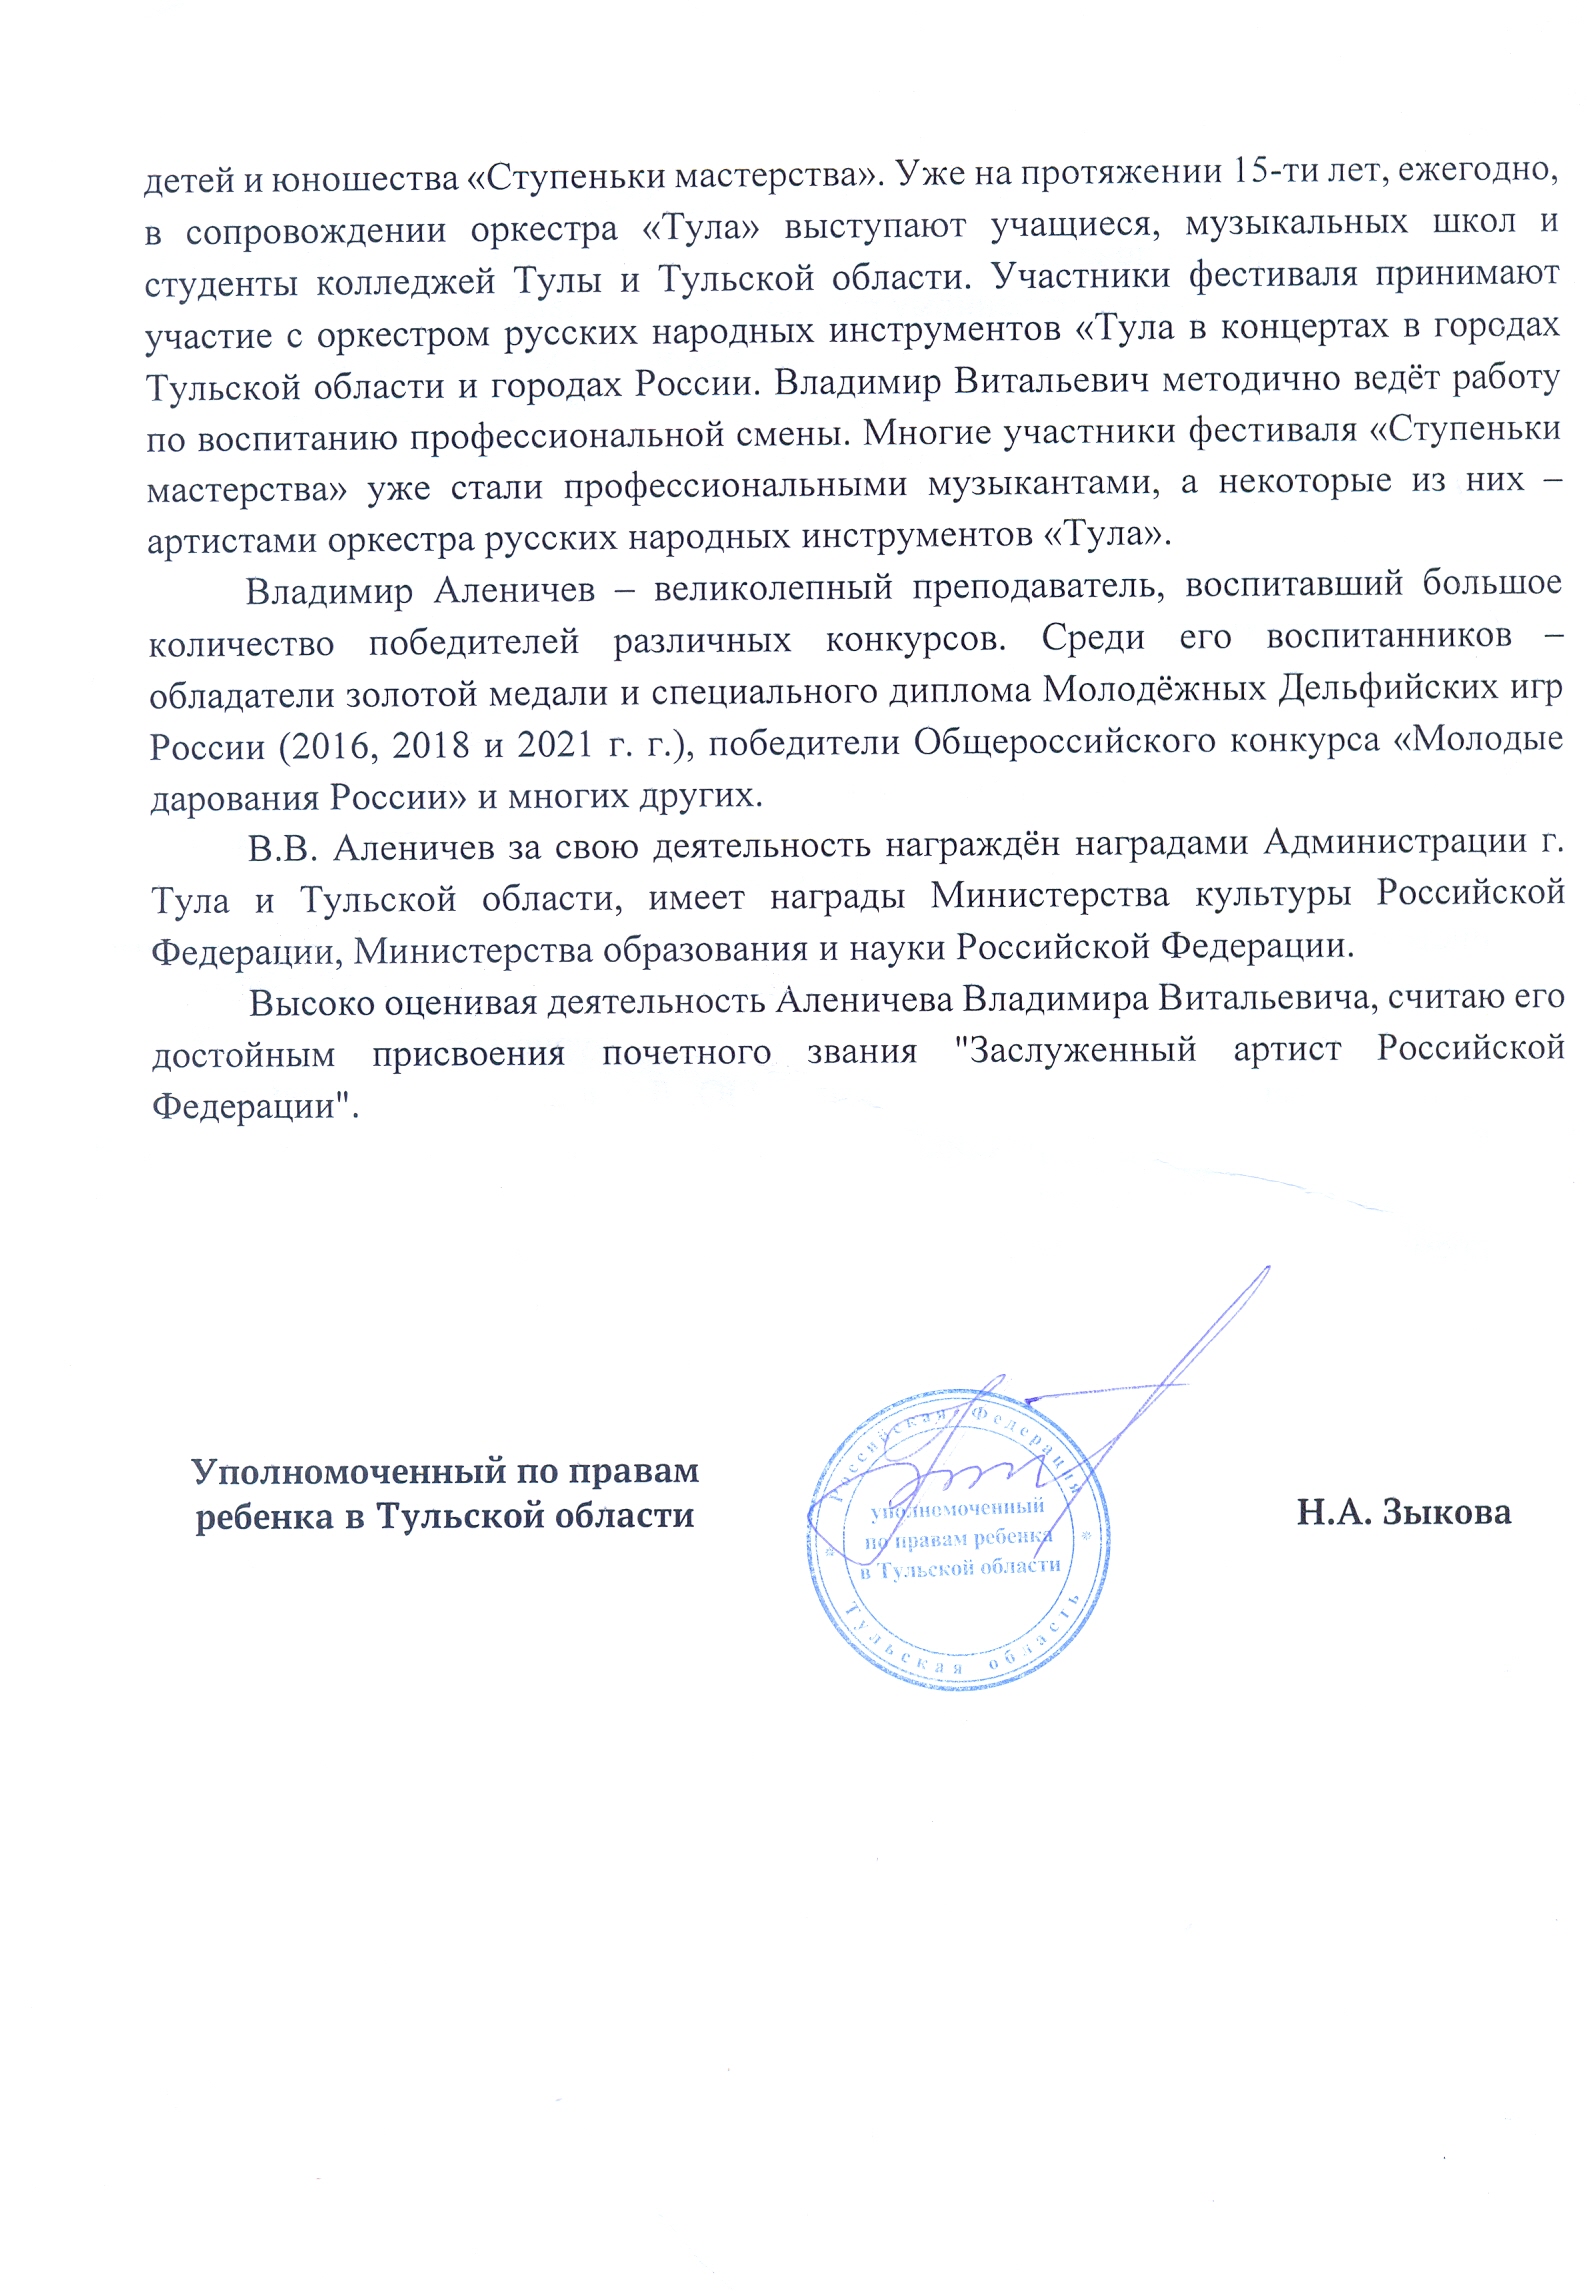 детей и юношества «Ступеньки мастерства». Уже на протяжении 15-ти лет, ежегодно,
в сопровождении оркестра «Тула» выступают учащиеся, музыкальных школ и
студенты колледжей Тулы и Тульской области. Участники фестиваля принимают
участие с оркестром русских народных инструментов «Тула в концертах в городах
Тульской области и городах России. Владимир Витальевич методично ведёт работу
по воспитанию профессиональной смены. Многие участники фестиваля «Ступеньки
мастерства» уже стали профессиональными музыкантами, а некоторые из них –
артистами оркестра русских народных инструментов «Тула».
Владимир Аленичев – великолепный преподаватель, воспитавший большое
количество победителей различных конкурсов. Среди его воспитанников –
обладатели золотой медали и специального диплома Молодёжных Дельфийских игр
России (2016, 2018 и 2021 г. г.), победители Общероссийского конкурса «Молодые
дарования России» и многих других.
В.В. Аленичев за свою деятельность награждён наградами Администрации г.
Тула и Тульской области, имеет награды Министерства культуры Российской
Федерации, Министерства образования и науки Российской Федерации.
Высоко оценивая деятельность Аленичева Владимира Витальевича, считаю его
достойным присвоения почетного звания "Заслуженный артист Российской
Федерации".
Уполномоченный по правам
ребенка в Тульской области
Российская Федерация
уполномоченный
по правам ребенка
в Тульской области
Тульская область
Н.А. Зыкова